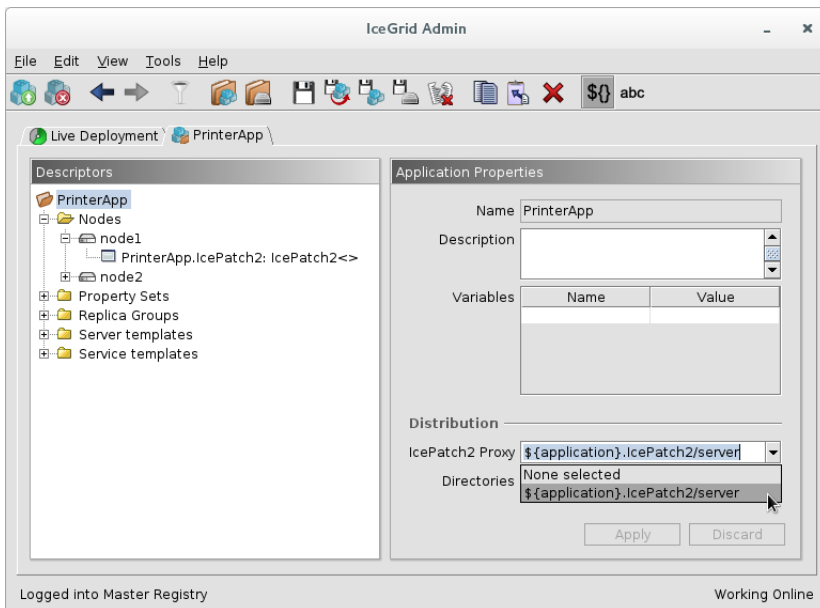 IceGrid Admin
File Edit View Tools Help
${} abc
Live Deployment PrinterApp
Descriptors
PrinterApp
Nodes
node1
PrinterApp.IcePatch2: IcePatch2<>
node2
Property Sets
Replica Groups
Server templates
Service templates
Application Properties
Name PrinterApp
Description
Variables Name Value
Distribution
IcePatch2 Proxy ${application}.IcePatch2/server
None selected
Directories ${application}.IcePatch2/server
Apply Discard
Logged into Master Registry Working Online